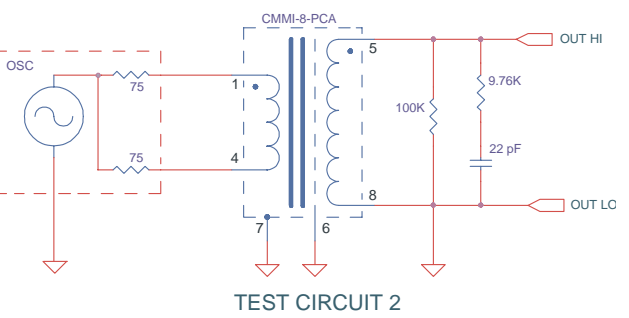 CMMI-8-PCA
OSC
75
75
1
4
5
8
7
6
100K
9.76K
22 pF
OUT HI
OUT LO
TEST CIRCUIT 2